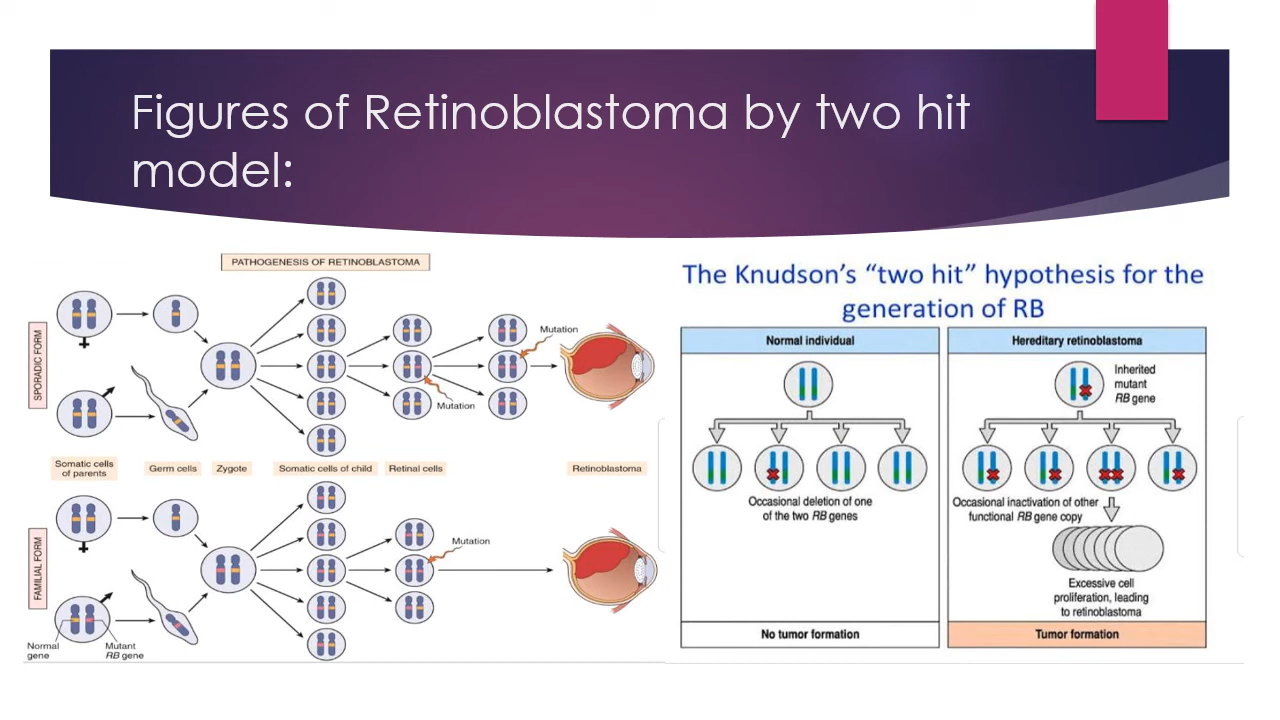 Figures of Retinoblastoma by two hit
model:
PATHOGENESIS OF RETINOBLASTOMA
SPORADIC FORM
Mutation
Mutation
Somatic cells
of parents
Germ cells
Zygote
Somatic cells of child
Retinal cells
Retinoblastoma
FAMILIAL FORM
Mutation
Normal
gene
Mutant
RB gene
The Knudson's “two hit” hypothesis for the
generation of RB
Normal individual
Occasional deletion of one
of the two RB genes
No tumor formation
Hereditary retinoblastoma
Inherited
mutant
RB gene
Occasional inactivation of other
functional RB gene copy
Excessive cell
proliferation, leading
to retinoblastoma
Tumor formation